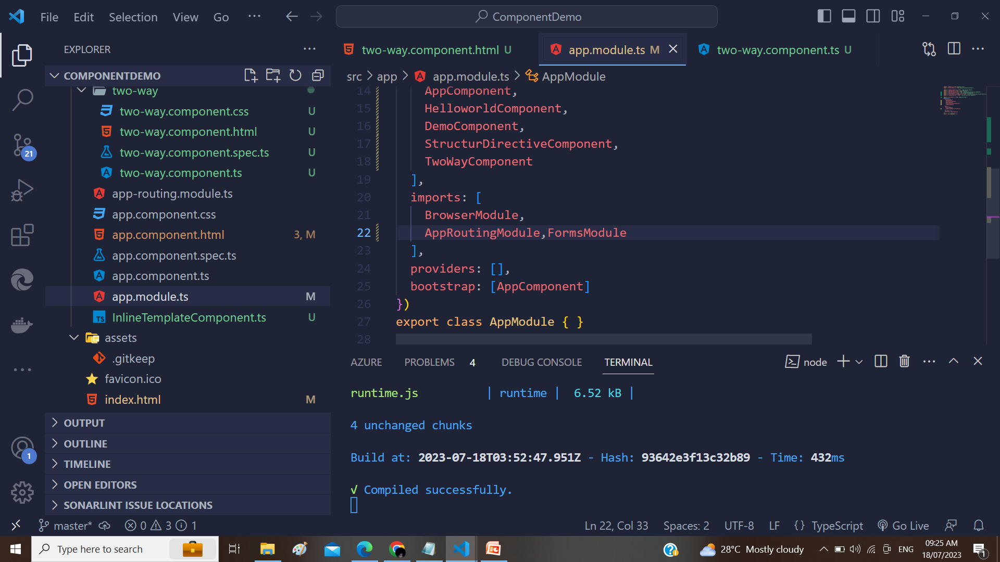 File Edit Selection View Go ··· ComponentDemo
EXPLORER
COMPONENTDEMO
two-way
two-way.component.css U
two-way.component.html U
two-way.component.spec.ts U
two-way.component.ts U
app-routing.module.ts
app.component.css
app.component.html 3, M
app.component.spec.ts
app.component.ts
app.module.ts M
InlineTemplateComponent.ts U
assets
.gitkeep
favicon.ico
index.html M
OUTPUT
OUTLINE
TIMELINE
OPEN EDITORS
SONARLINT ISSUE LOCATIONS
21
1
two-way.component.html U app.module.ts M two-way.component.ts U
src > app > app.module.ts > AppModule
14 AppComponent,
15 HelloworldComponent,
16 DemoComponent,
17 StructurDirectiveComponent,
18 TwoWayComponent
19 ],
20 imports: [
21 BrowserModule,
22 AppRoutingModule,FormsModule
23 ],
24 providers: [],
25 bootstrap: [AppComponent]
26 })
27 export class AppModule { }
28
AZURE PROBLEMS 4 DEBUG CONSOLE TERMINAL node
runtime.js | runtime | 6.52 kB |
4 unchanged chunks
Build at: 2023-07-18T03:52:47.951Z - Hash: 93642e3f13c32b89 - Time: 432ms
√ Compiled successfully.
master* 0 3 1 Ln 22, Col 33 Spaces: 2 UTF-8 LF {} TypeScript Go Live
Type here to search 28°C Mostly cloudy ENG 09:25 AM
18/07/2023 1